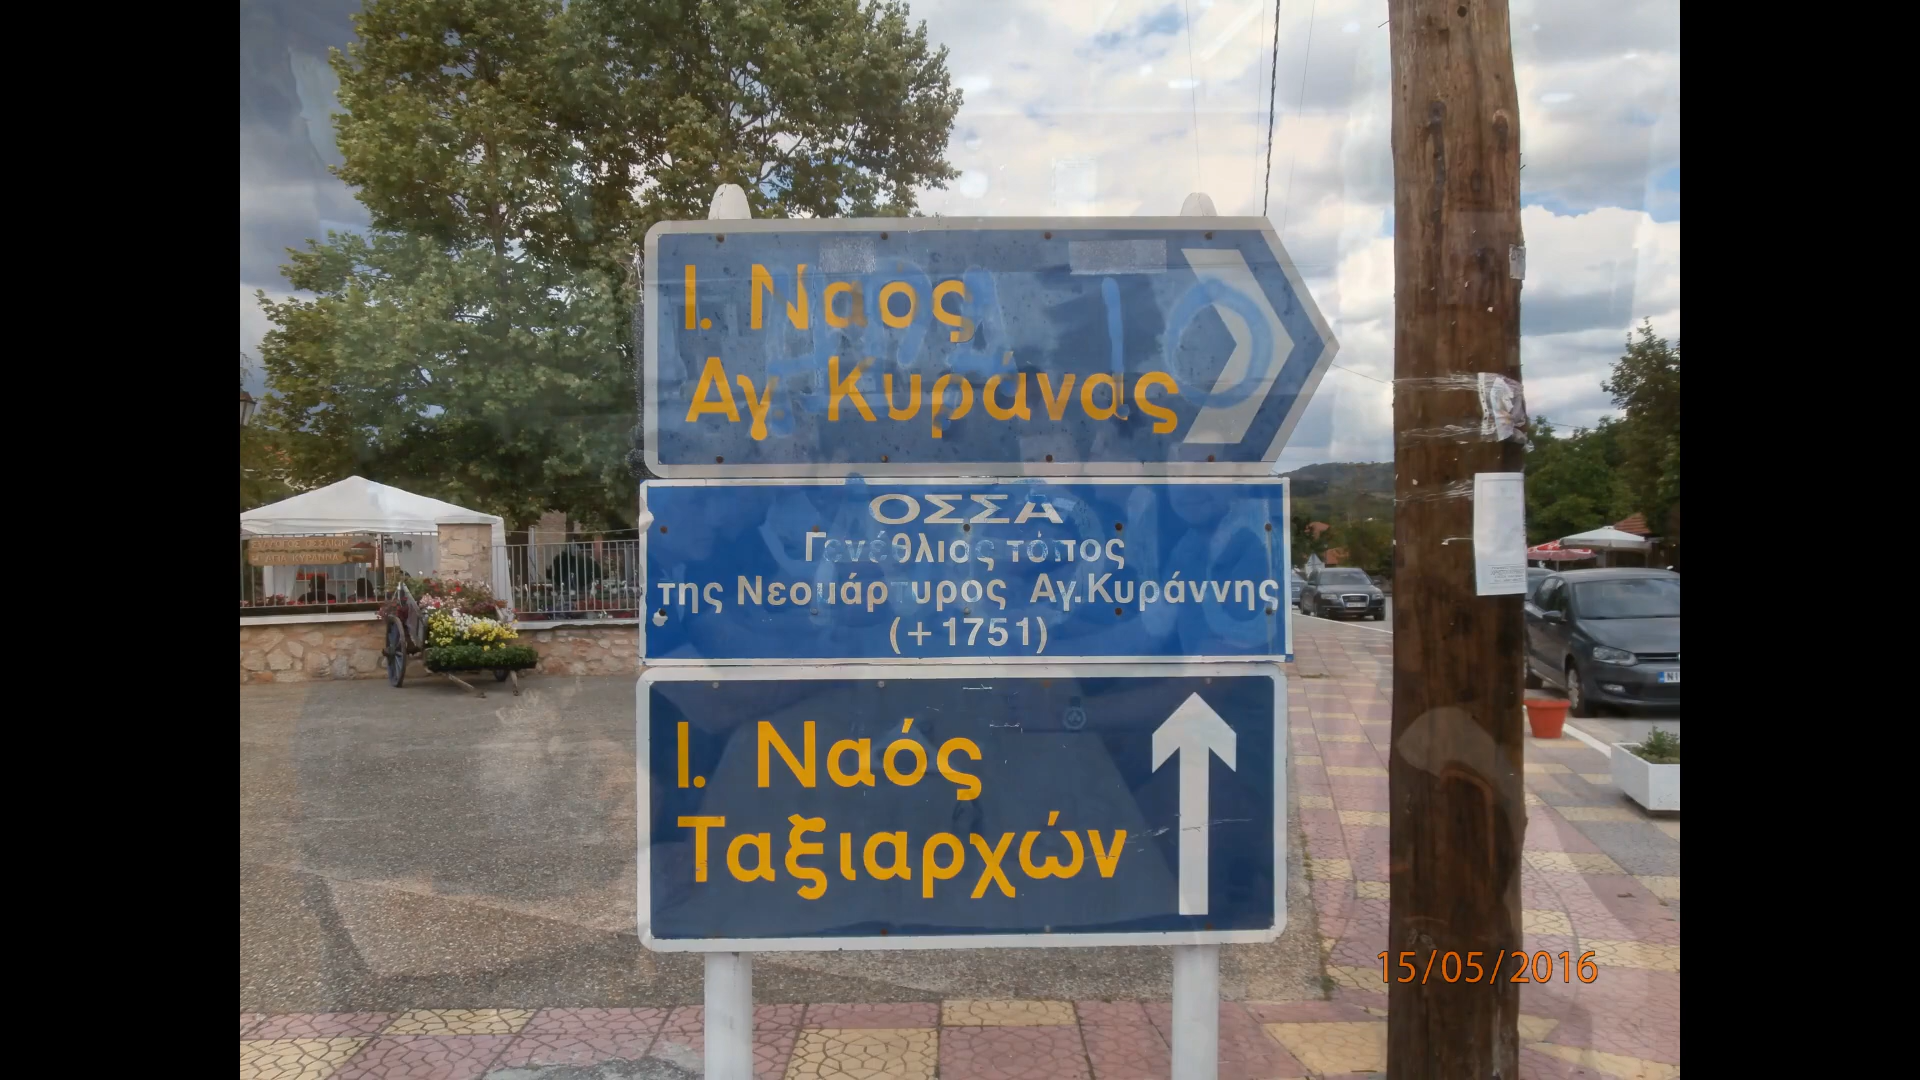 Ι. Ναός
Αγ. Κυράνας
ΟΣΣΑ
Γενέθλιος τόπος
της Νεομάρτυρος Αγ.Κυράννης
(+1751)
Ι. Ναός
Ταξιαρχών
15/05/2016